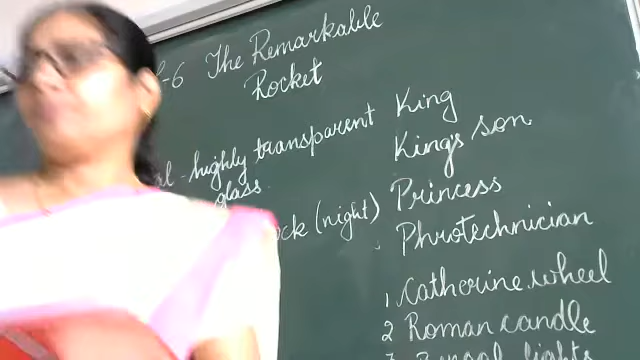 -6 The Remarkable
Rocket
- highly transparent
glass.
(night)
King
King's son
Princess
Phrotechnician
1 Catherine wheel
2 Roman candle
lights